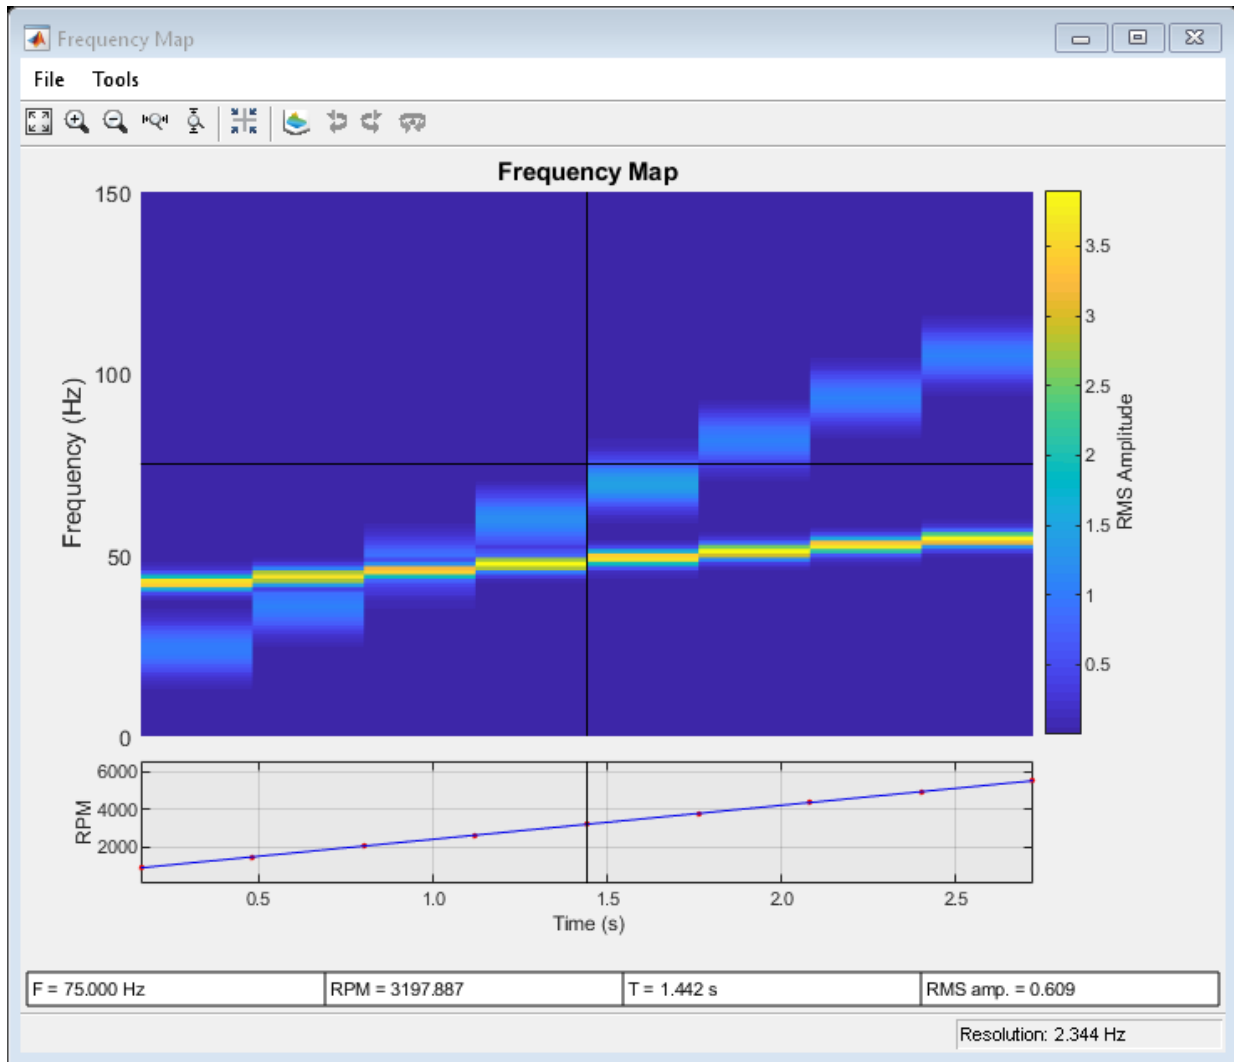 Frequency Map
File Tools
Frequency Map
150
100
50
0
Frequency (Hz)
3.5
3
2.5
2
1.5
1
0.5
RMS Amplitude
6000
4000
2000
RPM
0.5 1.0 1.5 2.0 2.5
Time (s)
F = 75.000 Hz RPM = 3197.887 T = 1.442 s RMS amp. = 0.609
Resolution: 2.344 Hz